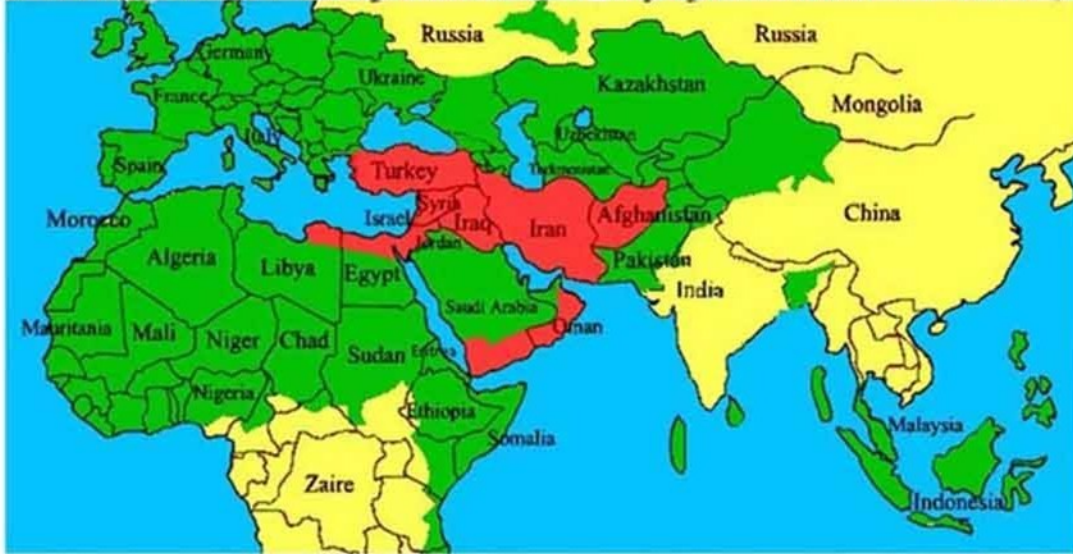 Russia
Russia
Germany
Ukraine
Kazakhstan
France
Mongolia
Italy
Uzbekistan
Spain
Turkey
Turkmenistan
Syria
Israel
Iraq
Iran
Afghanistan
China
Morocco
Jordan
Algeria
Libya
Egypt
Pakistan
India
Saudi Arabia
Oman
Mauritania
Mali
Niger
Chad
Sudan
Eritrea
Nigeria
Ethiopia
Somalia
Malaysia
Zaire
Indonesia